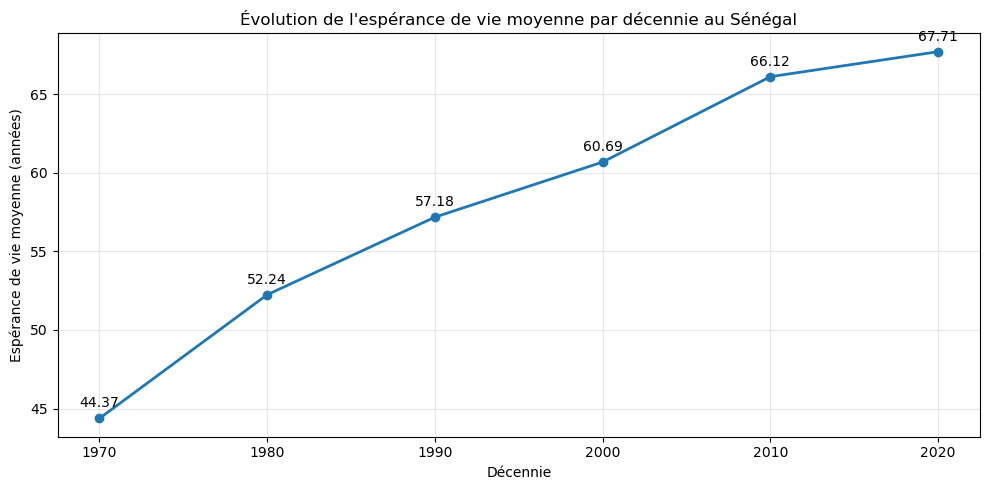 Évolution de l'espérance de vie moyenne par décennie au Sénégal
Espérance de vie moyenne (années)
65
60
55
50
45
44.37
52.24
57.18
60.69
66.12
67.71
1970 1980 1990 2000 2010 2020
Décennie